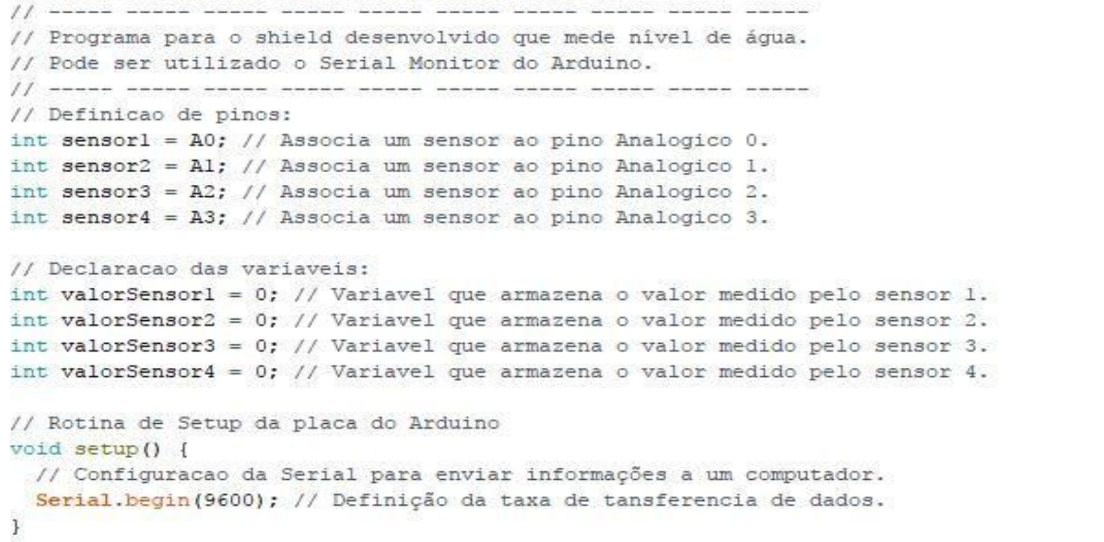 // ----- ----- ----- ----- ----- ----- ----- ----- ----- -----
// Programa para o shield desenvolvido que mede nível de água.
// Pode ser utilizado o Serial Monitor do Arduino.
// ----- ----- ----- ----- ----- ----- ----- ----- ----- -----
// Definicao de pinos:
int sensor1 = A0; // Associa um sensor ao pino Analogico 0.
int sensor2 = A1; // Associa um sensor ao pino Analogico 1.
int sensor3 = A2; // Associa um sensor ao pino Analogico 2.
int sensor4 = A3; // Associa um sensor ao pino Analogico 3.

// Declaracao das variaveis:
int valorSensor1 = 0; // Variavel que armazena o valor medido pelo sensor 1.
int valorSensor2 = 0; // Variavel que armazena o valor medido pelo sensor 2.
int valorSensor3 = 0; // Variavel que armazena o valor medido pelo sensor 3.
int valorSensor4 = 0; // Variavel que armazena o valor medido pelo sensor 4.

// Rotina de Setup da placa do Arduino
void setup() {
  // Configuracao da Serial para enviar informações a um computador.
  Serial.begin(9600); // Definição da taxa de tansferencia de dados.
}